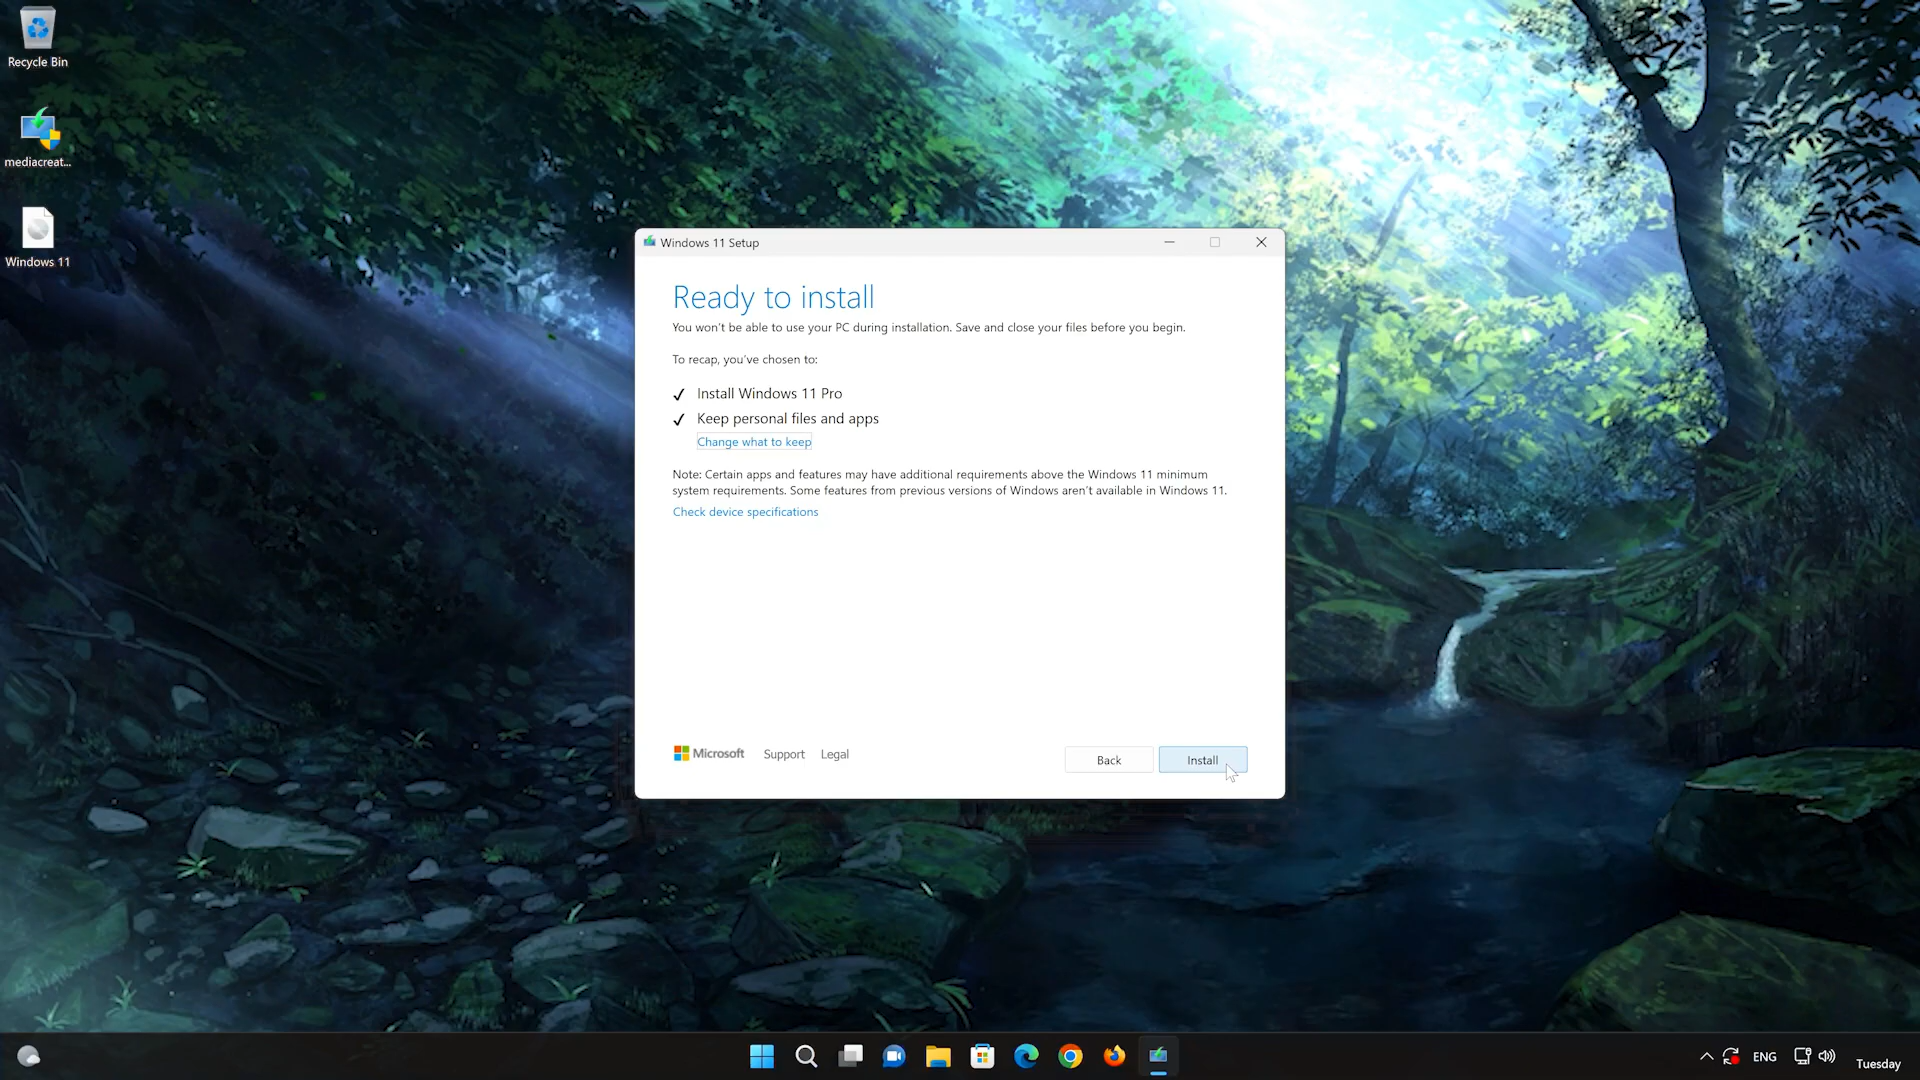 Recycle Bin
mediacreat...
Windows 11
Windows 11 Setup
Ready to install
You won't be able to use your PC during installation. Save and close your files before you begin.
To recap, you've chosen to:
Install Windows 11 Pro
Keep personal files and apps
Change what to keep
Note: Certain apps and features may have additional requirements above the Windows 11 minimum
system requirements. Some features from previous versions of Windows aren't available in Windows 11.
Check device specifications
Microsoft Support Legal
Back Install
ENG
Tuesday